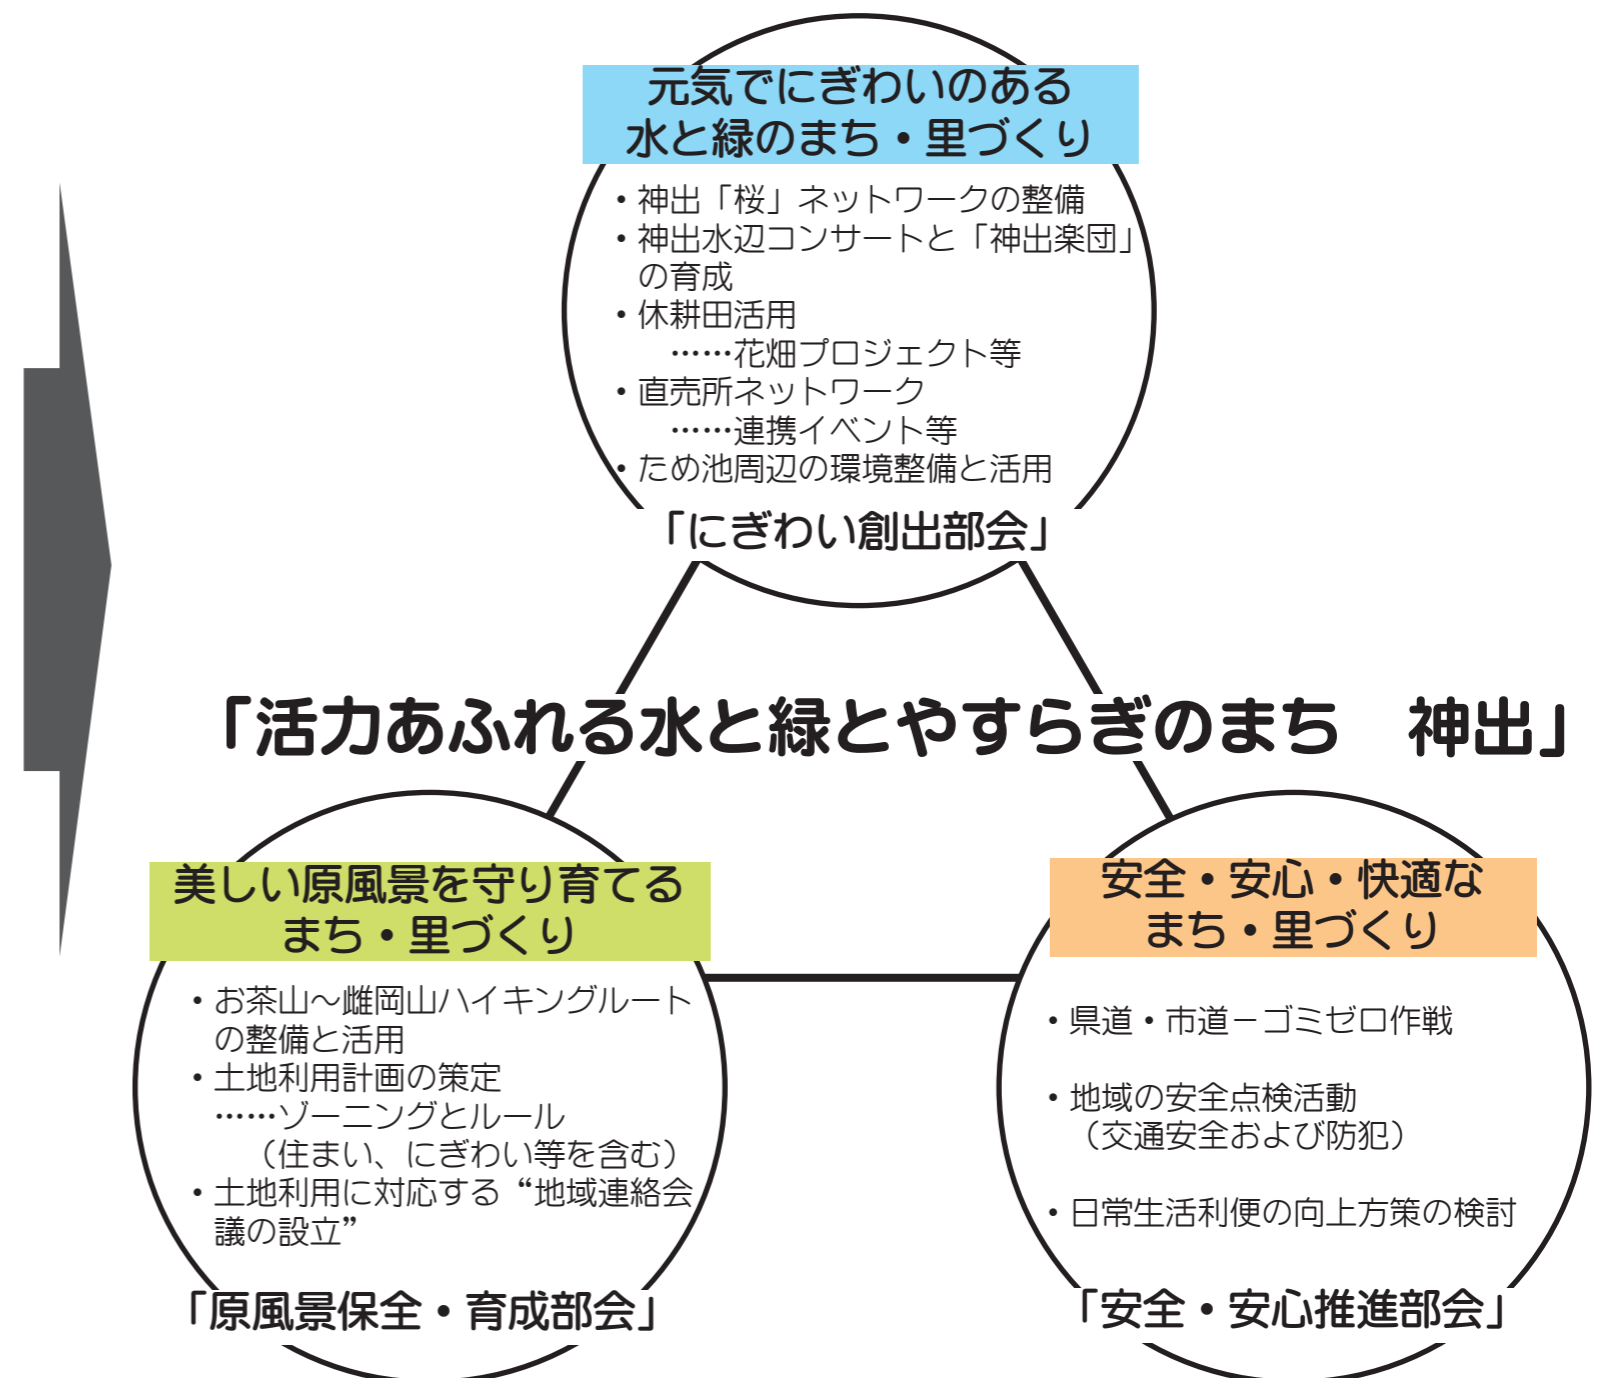 元気でにぎわいのある
水と緑のまち・里づくり
・神出「桜」ネットワークの整備
・神出水辺コンサートと「神出楽団」
の育成
・休耕田活用
……花畑プロジェクト等
・直売所ネットワーク
……連携イベント等
・ため池周辺の環境整備と活用
「にぎわい創出部会」
「活力あふれる水と緑とやすらぎのまち　神出」
美しい原風景を守り育てる
まち・里づくり
・お茶山～雌岡山ハイキングルート
の整備と活用
・土地利用計画の策定
……ゾーニングとルール
（住まい、にぎわい等を含む）
・土地利用に対応する“地域連絡会
議の設立”
「原風景保全・育成部会」
安全・安心・快適な
まち・里づくり
・県道・市道－ゴミゼロ作戦
・地域の安全点検活動
（交通安全および防犯）
・日常生活利便の向上方策の検討
「安全・安心推進部会」